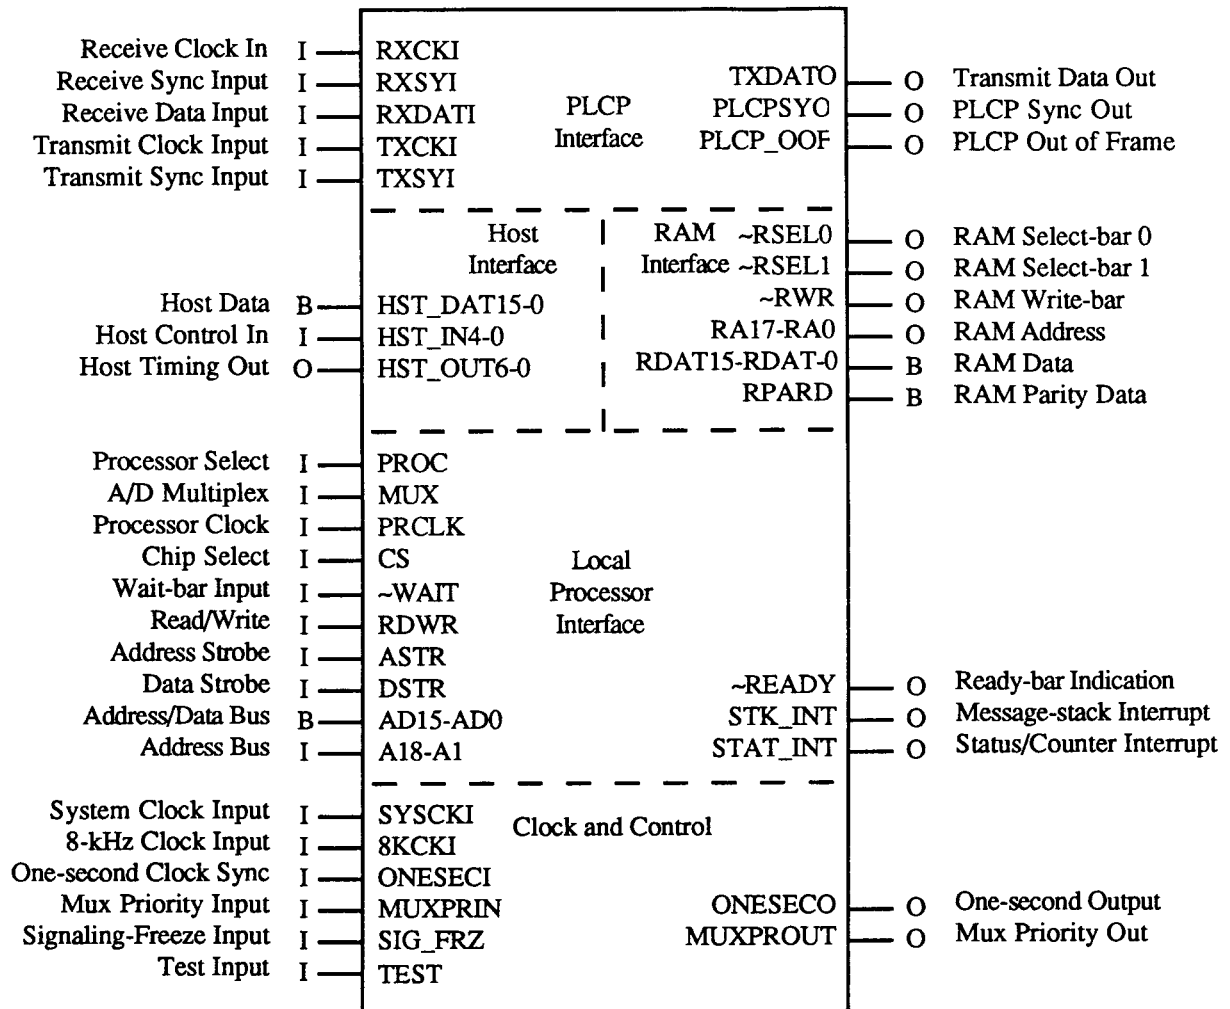 Receive Clock In I RXCKI
Receive Sync Input I RXSYI TXDATO O Transmit Data Out
Receive Data Input I RXDATI PLCP PLCPSYO O PLCP Sync Out
Transmit Clock Input I TXCKI Interface PLCP_OOF O PLCP Out of Frame
Transmit Sync Input I TXSYI
Host RAM ~RSEL0 O RAM Select-bar 0
Interface Interface ~RSEL1 O RAM Select-bar 1
Host Data B HST_DAT15-0 ~RWR O RAM Write-bar
Host Control In I HST_IN4-0 RA17-RA0 O RAM Address
Host Timing Out O HST_OUT6-0 RDAT15-RDAT-0 B RAM Data
RPARD B RAM Parity Data
Processor Select I PROC
A/D Multiplex I MUX
Processor Clock I PRCLK
Chip Select I CS Local
Wait-bar Input I ~WAIT Processor
Read/Write I RDWR Interface
Address Strobe I ASTR
Data Strobe I DSTR ~READY O Ready-bar Indication
Address/Data Bus B AD15-AD0 STK_INT O Message-stack Interrupt
Address Bus I A18-A1 STAT_INT O Status/Counter Interrupt
System Clock Input I SYSCKI Clock and Control
8-kHz Clock Input I 8KCKI
One-second Clock Sync I ONESECI
Mux Priority Input I MUXPRIN ONESECO O One-second Output
Signaling-Freeze Input I SIG_FRZ MUXPROUT O Mux Priority Out
Test Input I TEST